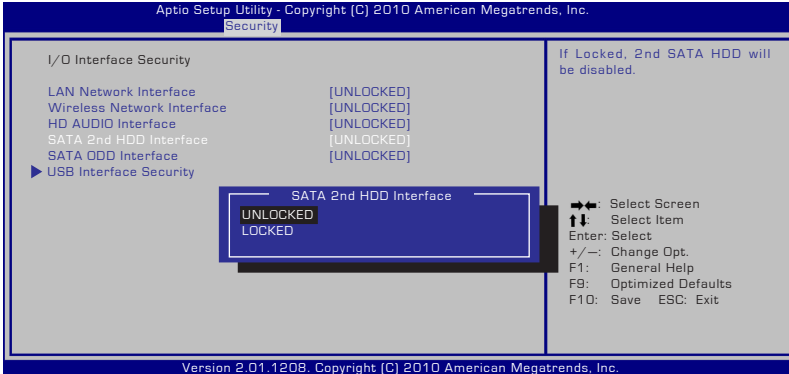 Aptio Setup Utility - Copyright (C) 2010 American Megatrends, Inc.
Security
I/O Interface Security
LAN Network Interface [UNLOCKED]
Wireless Network Interface [UNLOCKED]
HD AUDIO Interface [UNLOCKED]
SATA 2nd HDD Interface [UNLOCKED]
SATA ODD Interface [UNLOCKED]
USB Interface Security
SATA 2nd HDD Interface
UNLOCKED
LOCKED
If Locked, 2nd SATA HDD will
be disabled.
→←: Select Screen
↑↓: Select Item
Enter: Select
+/—: Change Opt.
F1: General Help
F9: Optimized Defaults
F10: Save ESC: Exit
Version 2.01.1208. Copyright (C) 2010 American Megatrends, Inc.